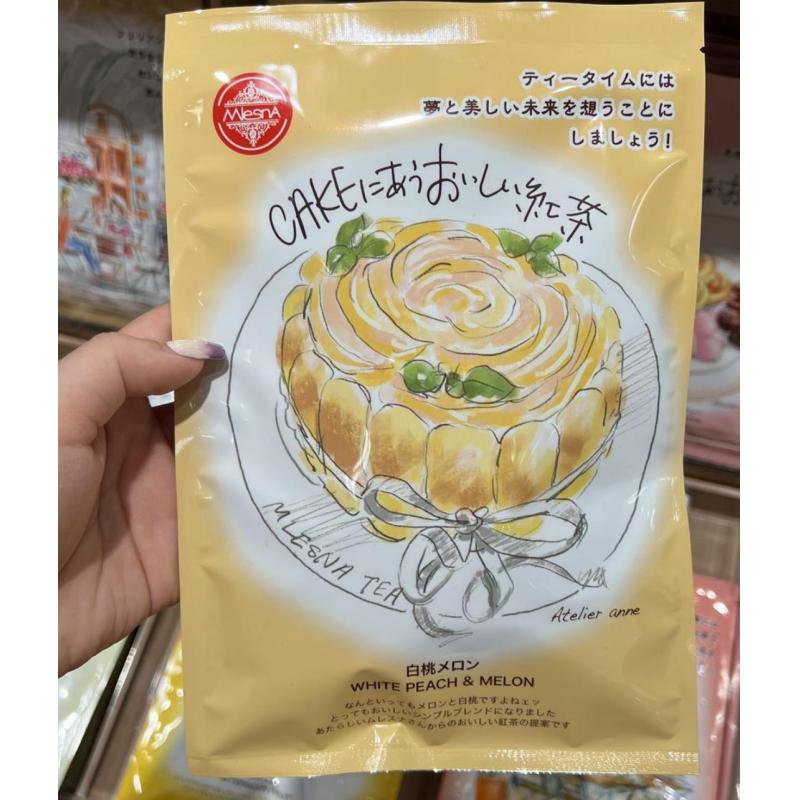 MlesnA
ティータイムには
夢と美しい未来を想うことに
しましょう!
CAKEにあうおいしい紅茶
MLESNA TEA
Atelier anne
白桃メロン
WHITE PEACH & MELON
なんといってもメロンと白桃ですよねェッ
とってもおいしいシンプルブレンドになりました
あたらしいムレスナさんからのおいしい紅茶の提案です